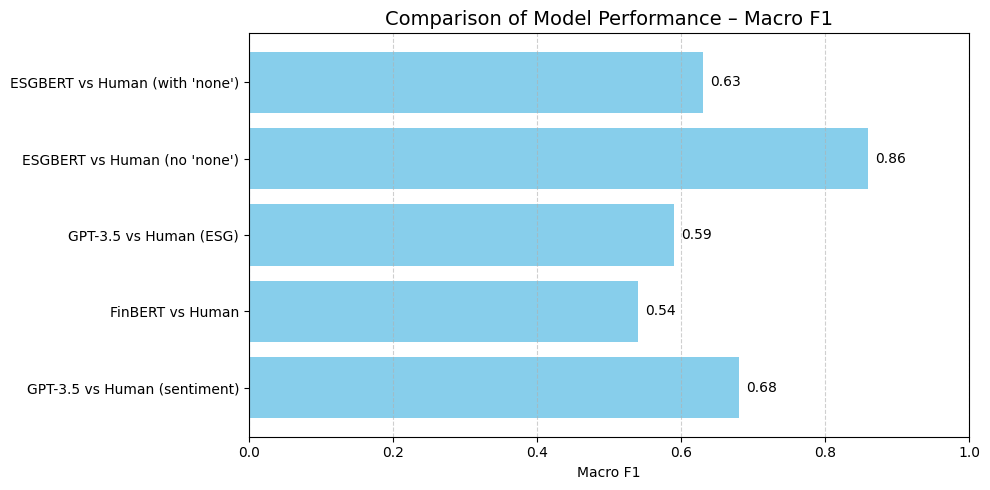 Comparison of Model Performance – Macro F1
ESGBERT vs Human (with 'none')
0.63
ESGBERT vs Human (no 'none')
0.86
GPT-3.5 vs Human (ESG)
0.59
FinBERT vs Human
0.54
GPT-3.5 vs Human (sentiment)
0.68
0.0 0.2 0.4 0.6 0.8 1.0
Macro F1